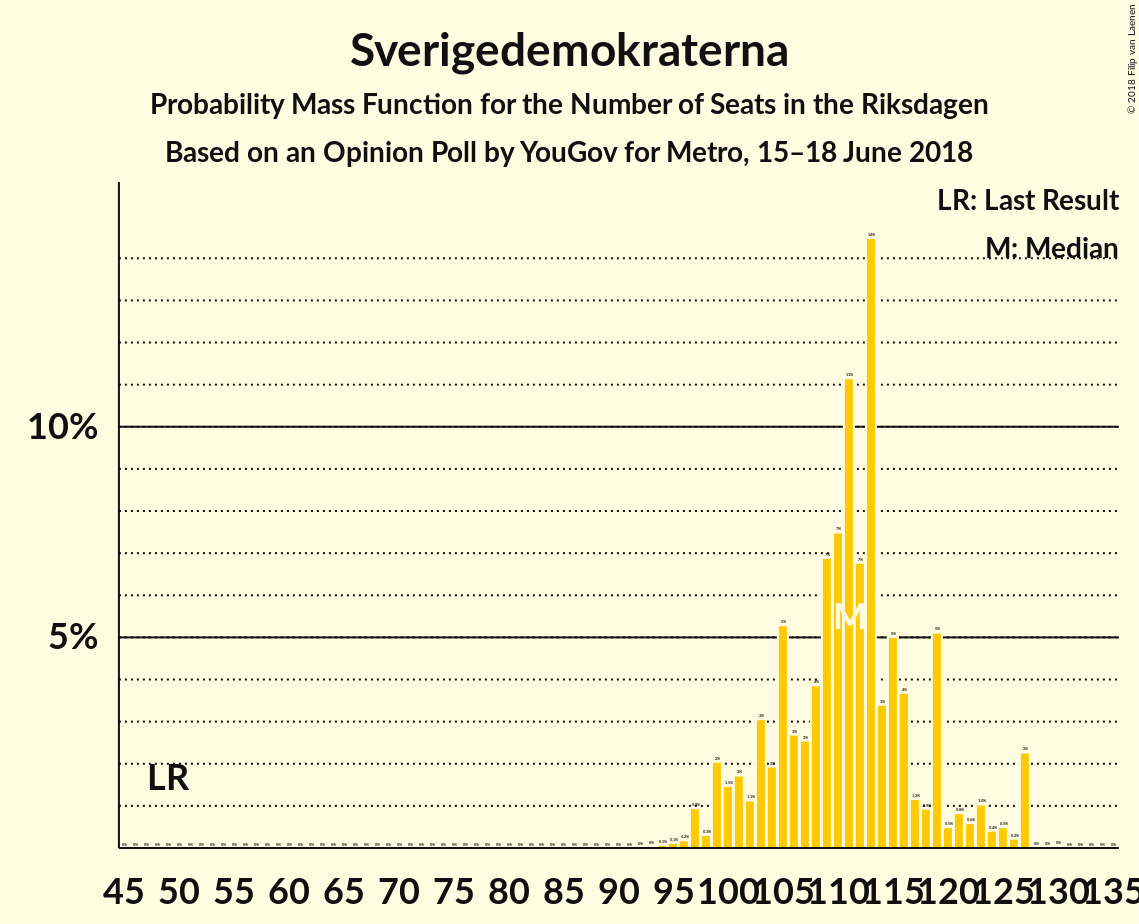 Sverigedemokraterna
Probability Mass Function for the Number of Seats in the Riksdagen
Based on an Opinion Poll by YouGov for Metro, 15–18 June 2018
© 2018 Filip van Laenen
LR: Last Result
M: Median
10%
5%
LR
M
45 50 55 60 65 70 75 80 85 90 95 100 105 110 115 120 125 130 135